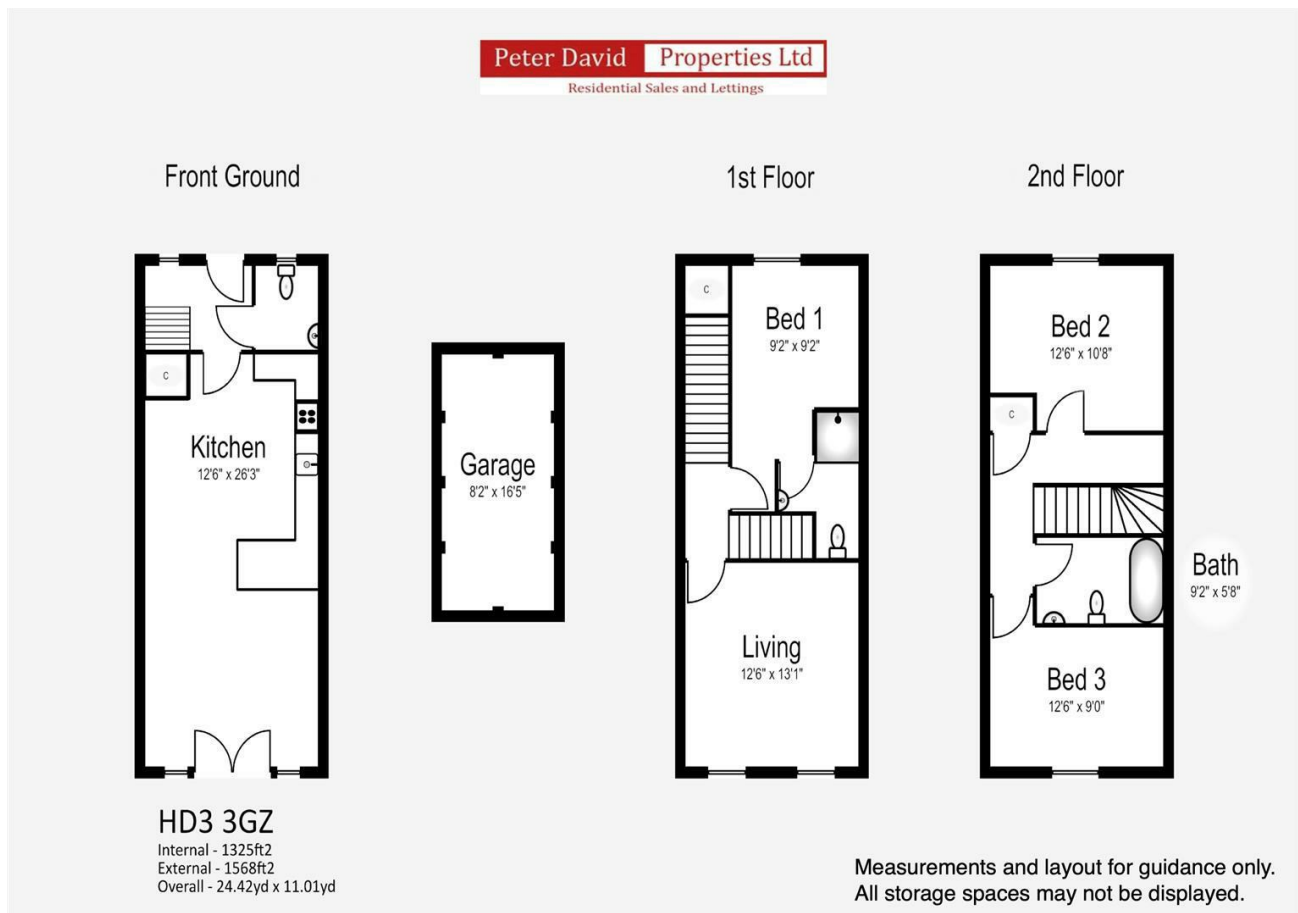 Peter David Properties Ltd
Residential Sales and Lettings
Front Ground
1st Floor
2nd Floor
C
Kitchen
12'6" x 26'3"
Garage
8'2" x 16'5"
C
Bed 1
9'2" x 9'2"
Living
12'6" x 13'1"
Bed 2
12'6" x 10'8"
C
Bath
9'2" x 5'8"
Bed 3
12'6" x 9'0"
HD3 3GZ
Internal - 1325ft2
External - 1568ft2
Overall - 24.42yd x 11.01yd
Measurements and layout for guidance only.
All storage spaces may not be displayed.